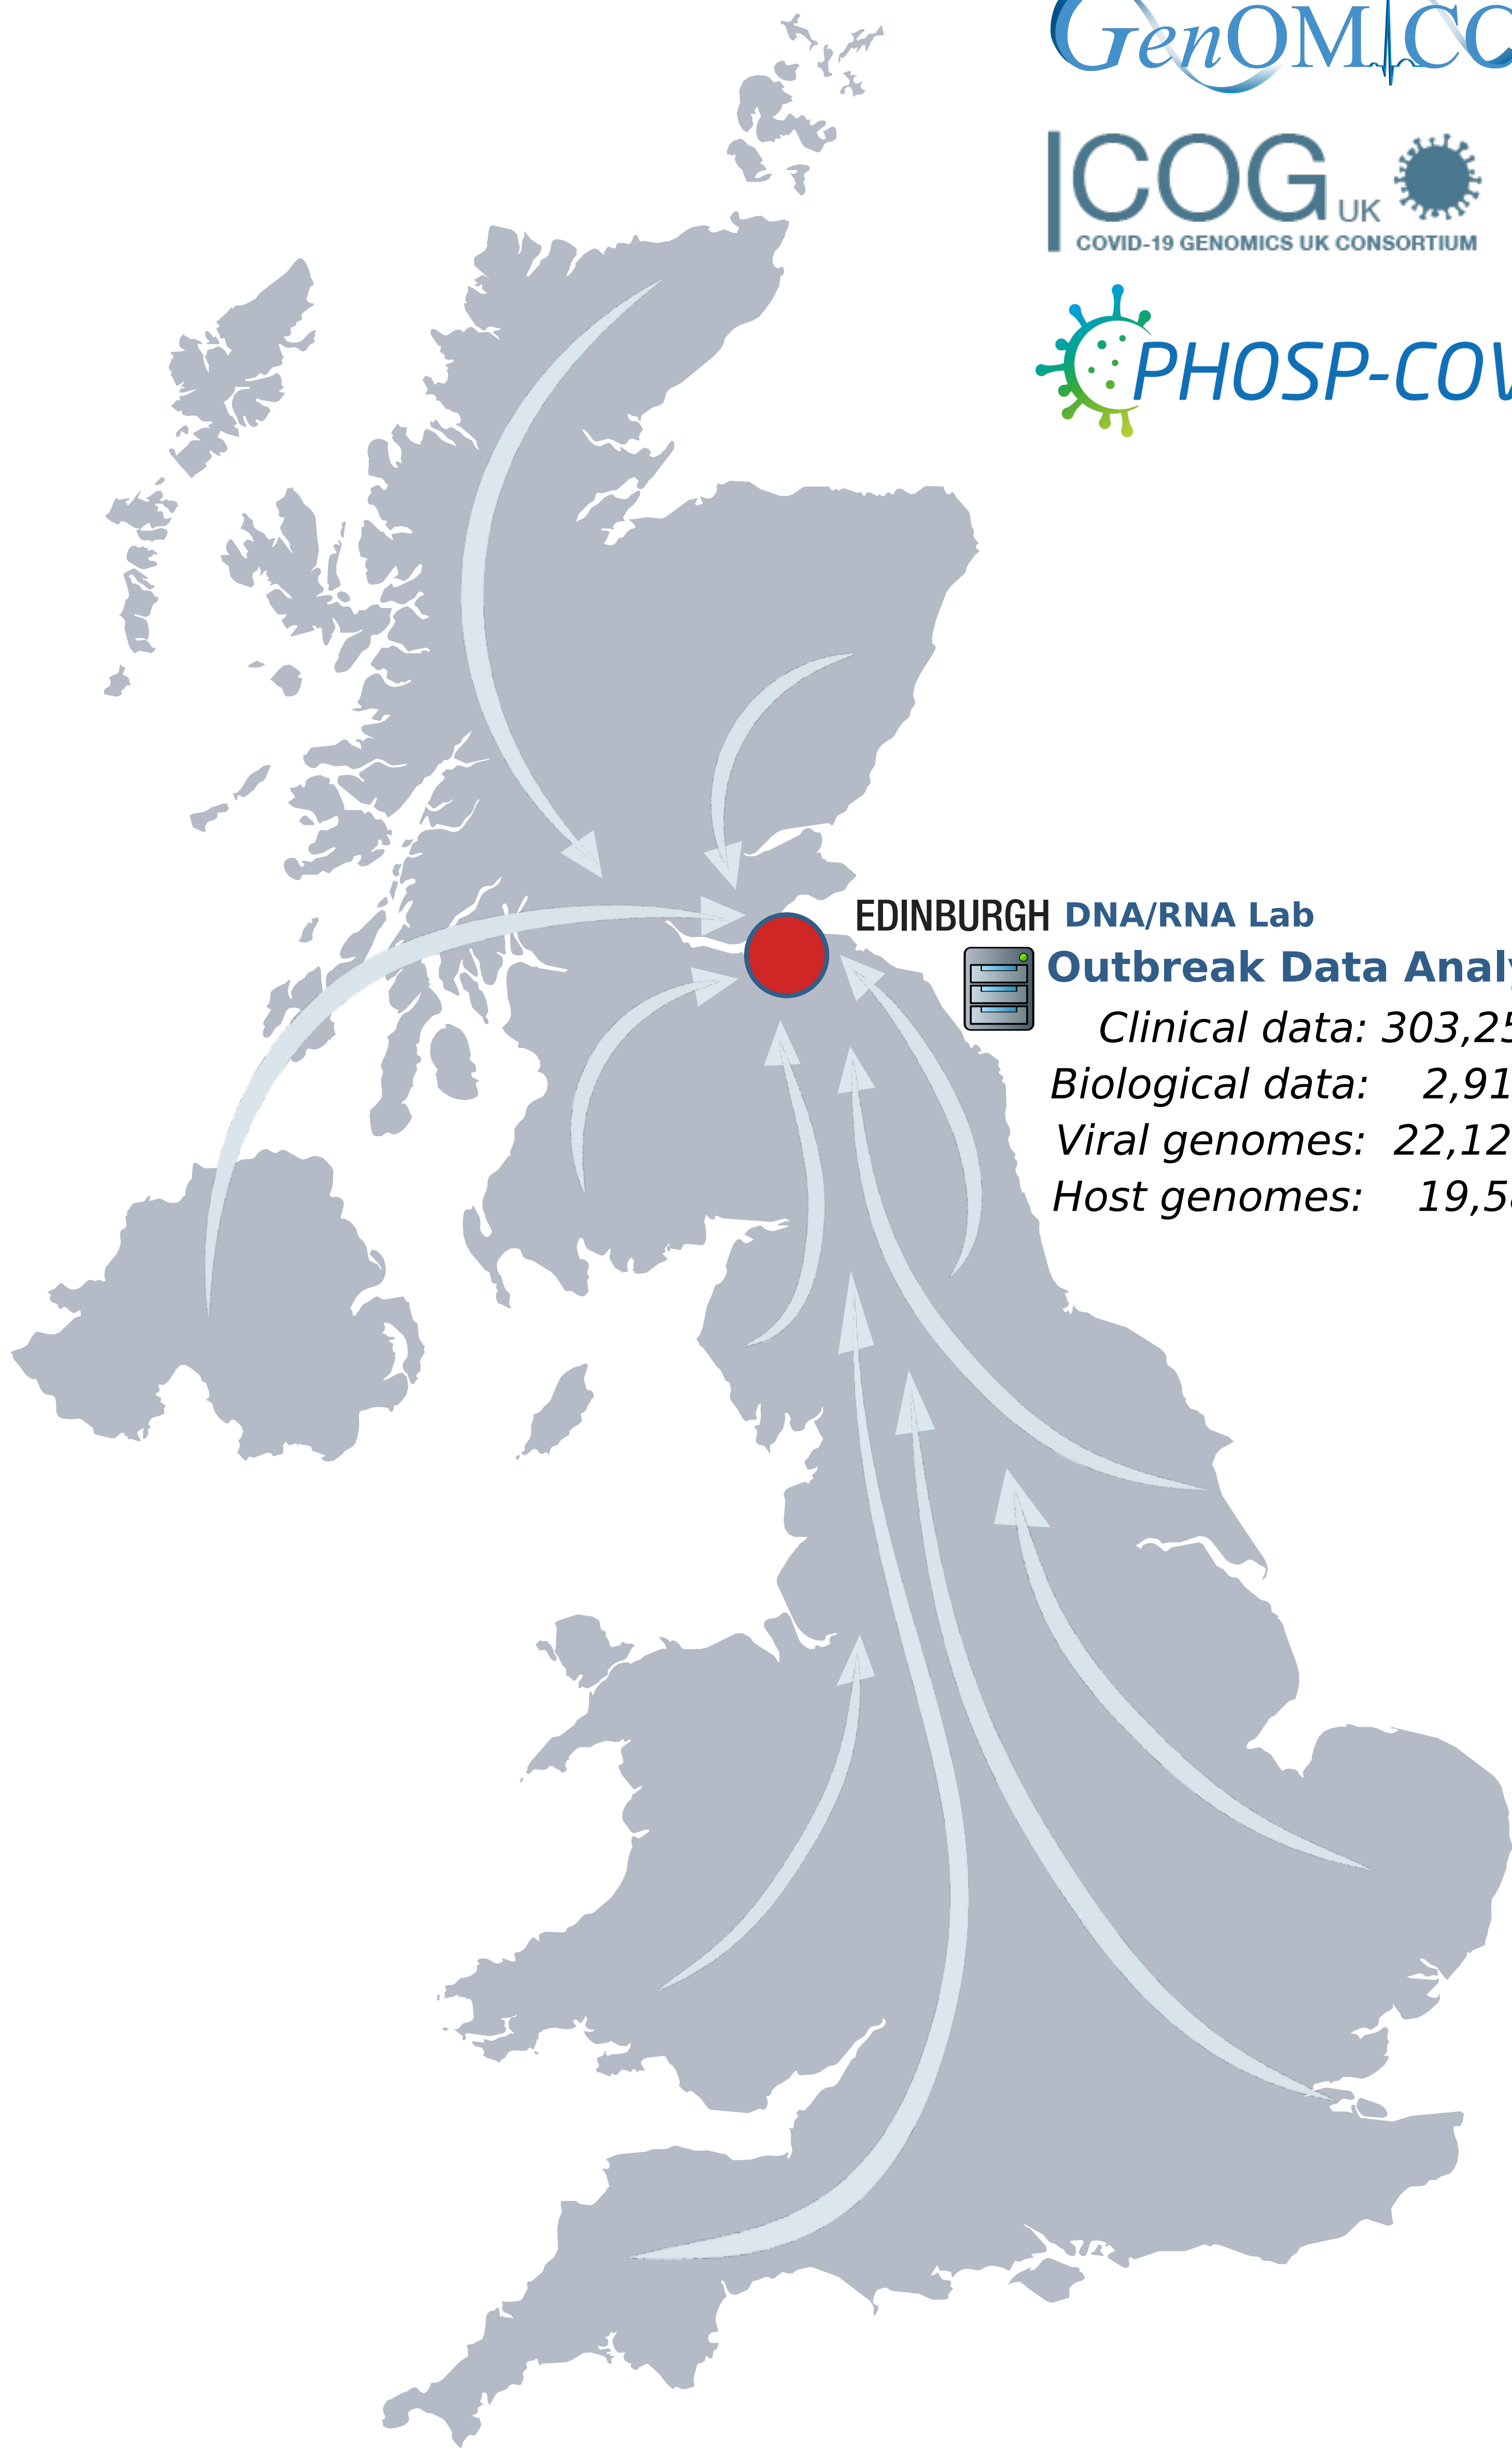 GenOMICC
COG UK
COVID-19 GENOMICS UK CONSORTIUM
PHOSP-COV
EDINBURGH DNA/RNA Lab
Outbreak Data Analy
Clinical data: 303,25
Biological data: 2,91
Viral genomes: 22,12
Host genomes: 19,5